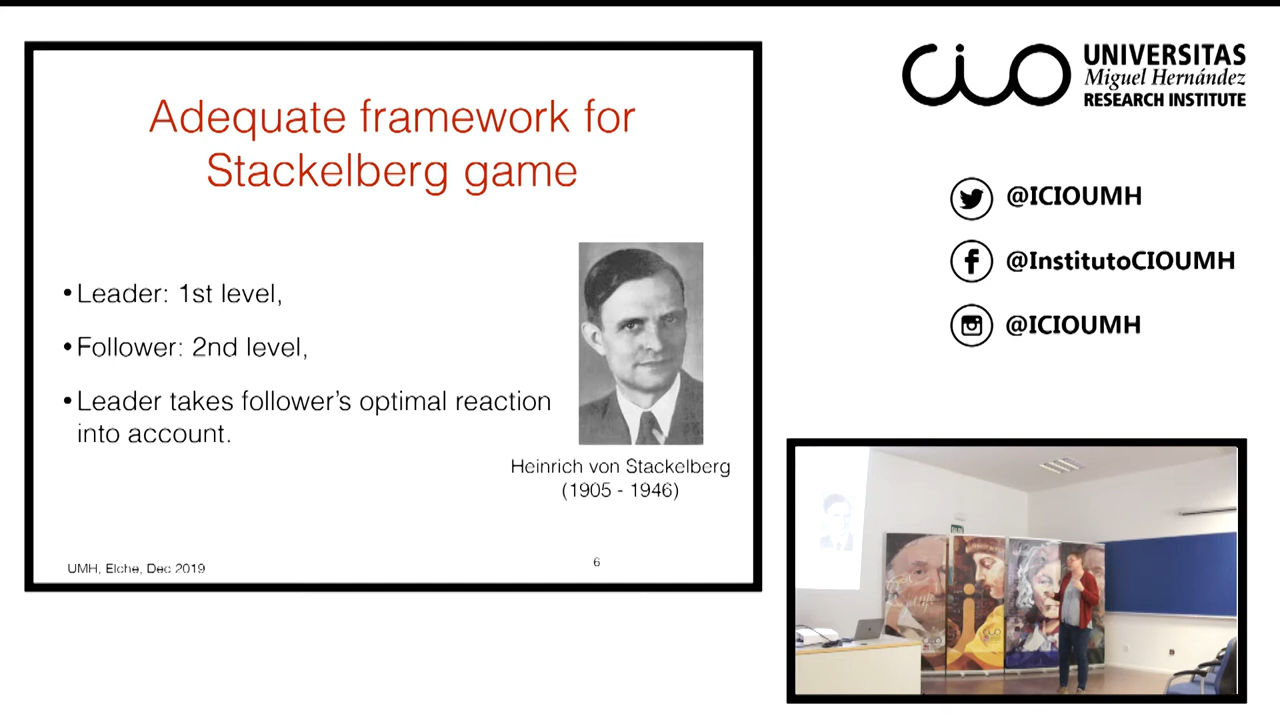 Adequate framework for
Stackelberg game
• Leader: 1st level,
• Follower: 2nd level,
• Leader takes follower's optimal reaction
into account.
Heinrich von Stackelberg
(1905 - 1946)
UMH, Elche, Dec 2019
6
cio
UNIVERSITAS
Miguel Hernández
RESEARCH INSTITUTE
@ICIOUMH
@InstitutoCIOUMH
@ICIOUMH